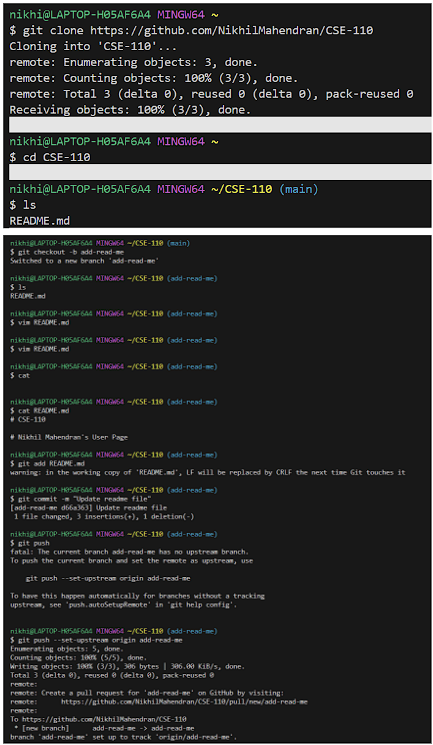 nikhi@LAPTOP-H05AF6A4 MINGW64 ~
$ git clone https://github.com/NikhilMahendran/CSE-110
Cloning into 'CSE-110'...
remote: Enumerating objects: 3, done.
remote: Counting objects: 100% (3/3), done.
remote: Total 3 (delta 0), reused 0 (delta 0), pack-reused 0
Receiving objects: 100% (3/3), done.
nikhi@LAPTOP-H05AF6A4 MINGW64 ~
$ cd CSE-110
nikhi@LAPTOP-H05AF6A4 MINGW64 ~/CSE-110 (main)
$ ls
README.md
nikhi@LAPTOP-H05AF6A4 MINGW64 ~/CSE-110 (main)
$ git checkout -b add-read-me
Switched to a new branch 'add-read-me'
nikhi@LAPTOP-H05AF6A4 MINGW64 ~/CSE-110 (add-read-me)
$ ls
README.md
nikhi@LAPTOP-H05AF6A4 MINGW64 ~/CSE-110 (add-read-me)
$ vim README.md
nikhi@LAPTOP-H05AF6A4 MINGW64 ~/CSE-110 (add-read-me)
$ vim README.md
nikhi@LAPTOP-H05AF6A4 MINGW64 ~/CSE-110 (add-read-me)
$ cat
nikhi@LAPTOP-H05AF6A4 MINGW64 ~/CSE-110 (add-read-me)
$ cat README.md
# CSE-110
# Nikhil Mahendran's User Page
nikhi@LAPTOP-H05AF6A4 MINGW64 ~/CSE-110 (add-read-me)
$ git add README.md
warning: in the working copy of 'README.md', LF will be replaced by CRLF the next time Git touches it
nikhi@LAPTOP-H05AF6A4 MINGW64 ~/CSE-110 (add-read-me)
$ git commit -m "Update readme file"
[add-read-me d66a363] Update readme file
1 file changed, 3 insertions(+), 1 deletion(-)
nikhi@LAPTOP-H05AF6A4 MINGW64 ~/CSE-110 (add-read-me)
$ git push
fatal: The current branch add-read-me has no upstream branch.
To push the current branch and set the remote as upstream, use
git push --set-upstream origin add-read-me
To have this happen automatically for branches without a tracking
upstream, see 'push.autoSetupRemote' in 'git help config'.
nikhi@LAPTOP-H05AF6A4 MINGW64 ~/CSE-110 (add-read-me)
$ git push --set-upstream origin add-read-me
Enumerating objects: 5, done.
Counting objects: 100% (5/5), done.
Writing objects: 100% (3/3), 306 bytes | 306.00 KiB/s, done.
Total 3 (delta 0), reused 0 (delta 0), pack-reused 0
remote:
remote: Create a pull request for 'add-read-me' on GitHub by visiting:
remote: https://github.com/NikhilMahendran/CSE-110/pull/new/add-read-me
remote:
To https://github.com/NikhilMahendran/CSE-110
* [new branch] add-read-me -> add-read-me
branch 'add-read-me' set up to track 'origin/add-read-me'.